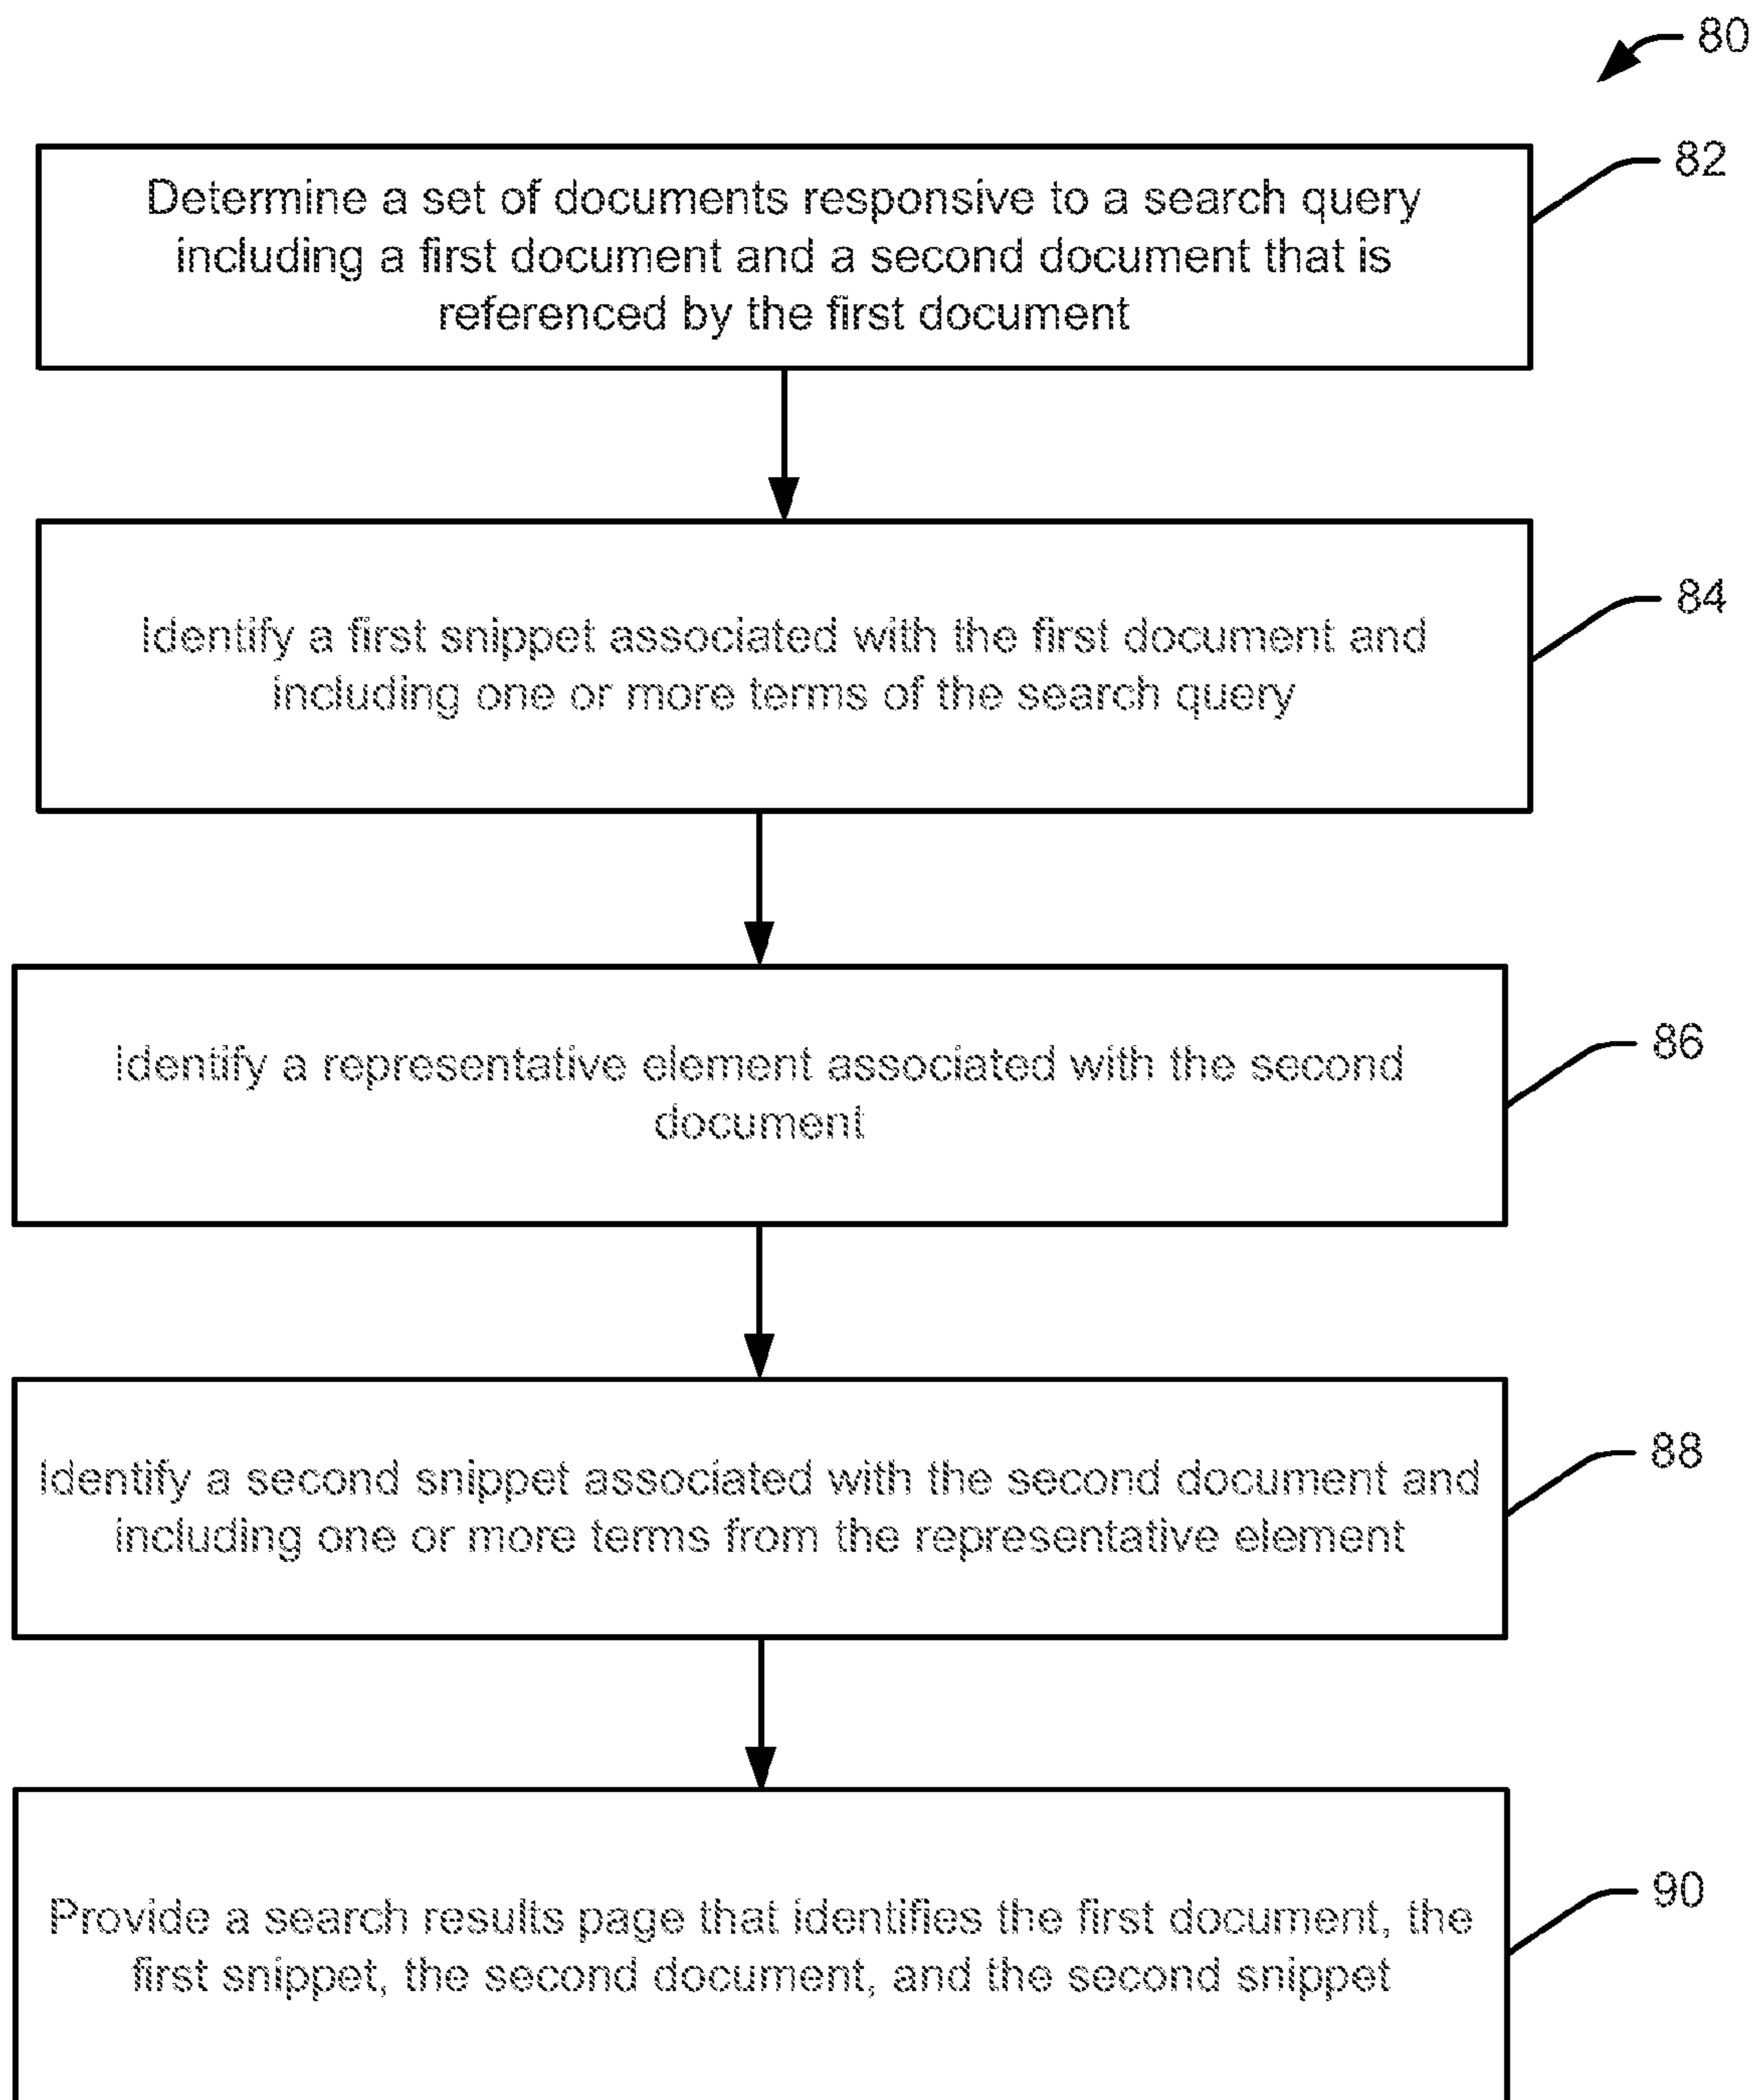 80
82
Determine a set of documents responsive to a search query
including a first document and a second document that is
referenced by the first document
84
Identify a first snippet associated with the first document and
including one or more terms of the search query
86
Identify a representative element associated with the second
document
88
Identify a second snippet associated with the second document and
including one or more terms from the representative element
90
Provide a search results page that identifies the first document, the
first snippet, the second document, and the second snippet